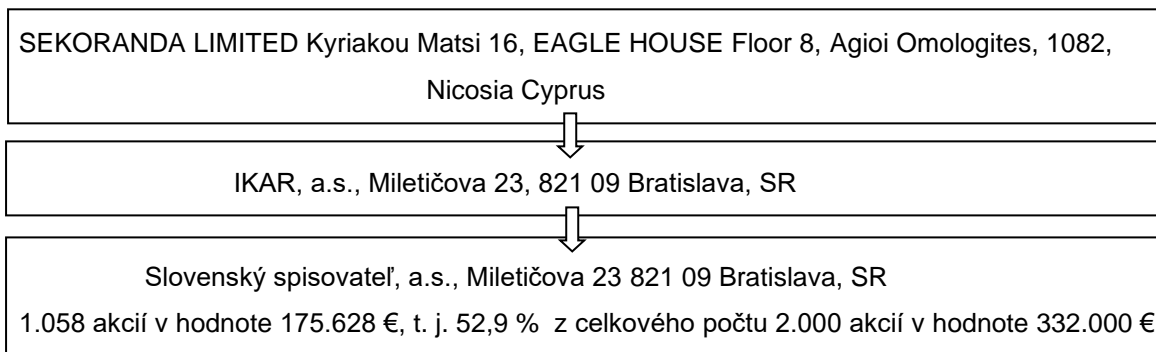 SEKORANDA LIMITED Kyriakou Matsi 16, EAGLE HOUSE Floor 8, Agioi Omologites, 1082,
Nicosia Cyprus
IKAR, a.s., Miletičova 23, 821 09 Bratislava, SR
Slovenský spisovateľ, a.s., Miletičova 23 821 09 Bratislava, SR
1.058 akcií v hodnote 175.628 €, t. j. 52,9 % z celkového počtu 2.000 akcií v hodnote 332.000 €